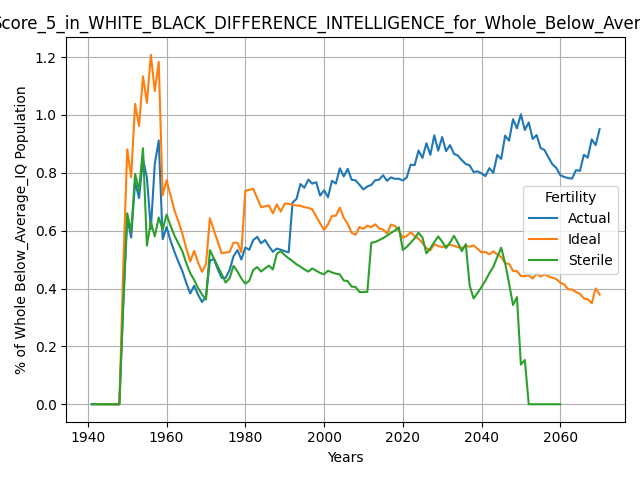 score_5_in_WHITE_BLACK_DIFFERENCE_INTELLIGENCE_for_Whole_Below_Aver
% of Whole Below_Average_IQ Population
1.2
1.0
0.8
0.6
0.4
0.2
0.0
Fertility
Actual
Ideal
Sterile
1940
1960
1980
2000
2020
2040
2060
Years